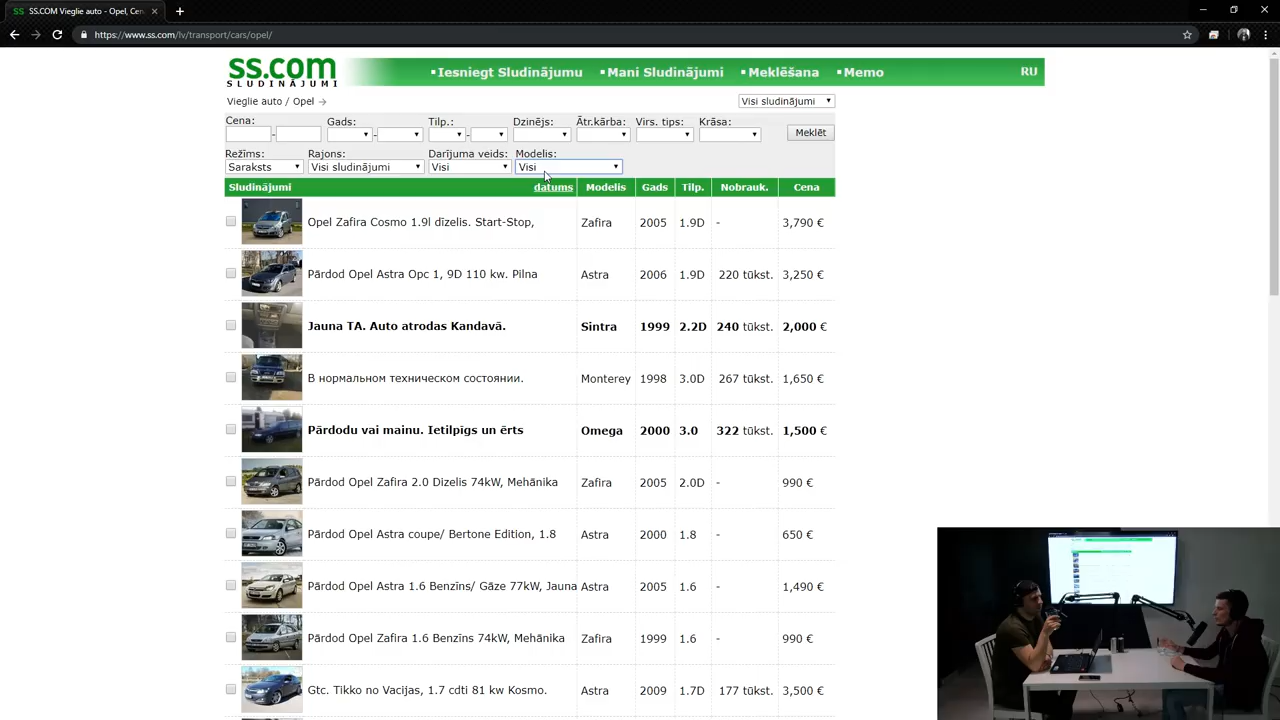 SS SS.COM Vieglie auto - Opel, Cen
https://www.ss.com/lv/transport/cars/opel/
ss.com
SLUDINĀJUMI
Iesniegt Sludinājumu Mani Sludinājumi Meklēšana Memo RU
Vieglie auto / Opel → Visi sludinājumi
Cena: Gads: Tilp.: Dzinējs: Ātr.kārba: Virs. tips: Krāsa:
- - - Meklēt
Režīms: Rajons: Darījuma veids: Modelis:
Saraksts Visi sludinājumi Visi Visi
Sludinājumi datums Modelis Gads Tilp. Nobrauk. Cena
Opel Zafira Cosmo 1.9l Dizelis. Start-Stop Zafira 2005 1.9D - 3,790 €
Pārdod Opel Astra Opc 1, 9D 110 kw. Pilna Astra 2006 1.9D 220 tūkst. 3,250 €
Jauna TA. Auto atrodas Kandavā. Sintra 1999 2.2D 240 tūkst. 2,000 €
В нормальном техническом состоянии. Monterey 1998 3.0D 267 tūkst. 1,650 €
Pārdodu vai mainu. Ietilpīgs un ērts Omega 2000 3.0 322 tūkst. 1,500 €
Pārdod Opel Zafira 2.0 Dizelis 74kW, Mehānika Zafira 2005 2.0D - 990 €
Pārdod Opel Astra coupe/ Bertone Edition, 1.8 Astra 2000 1.8 - 690 €
Pārdod Opel Astra 1.6 Benzīns/ Gāze 77kW, Jauna Astra 2005 1.6 - 1,490 €
Pārdod Opel Zafira 1.6 Benzīns 74kW, Mehānika Zafira 1999 1.6 - 990 €
Gtc. Tikko no Vācijas, 1.7 cdti 81 kw Kon. n. Astra 2009 1.7D 177 tūkst. 3,500 €